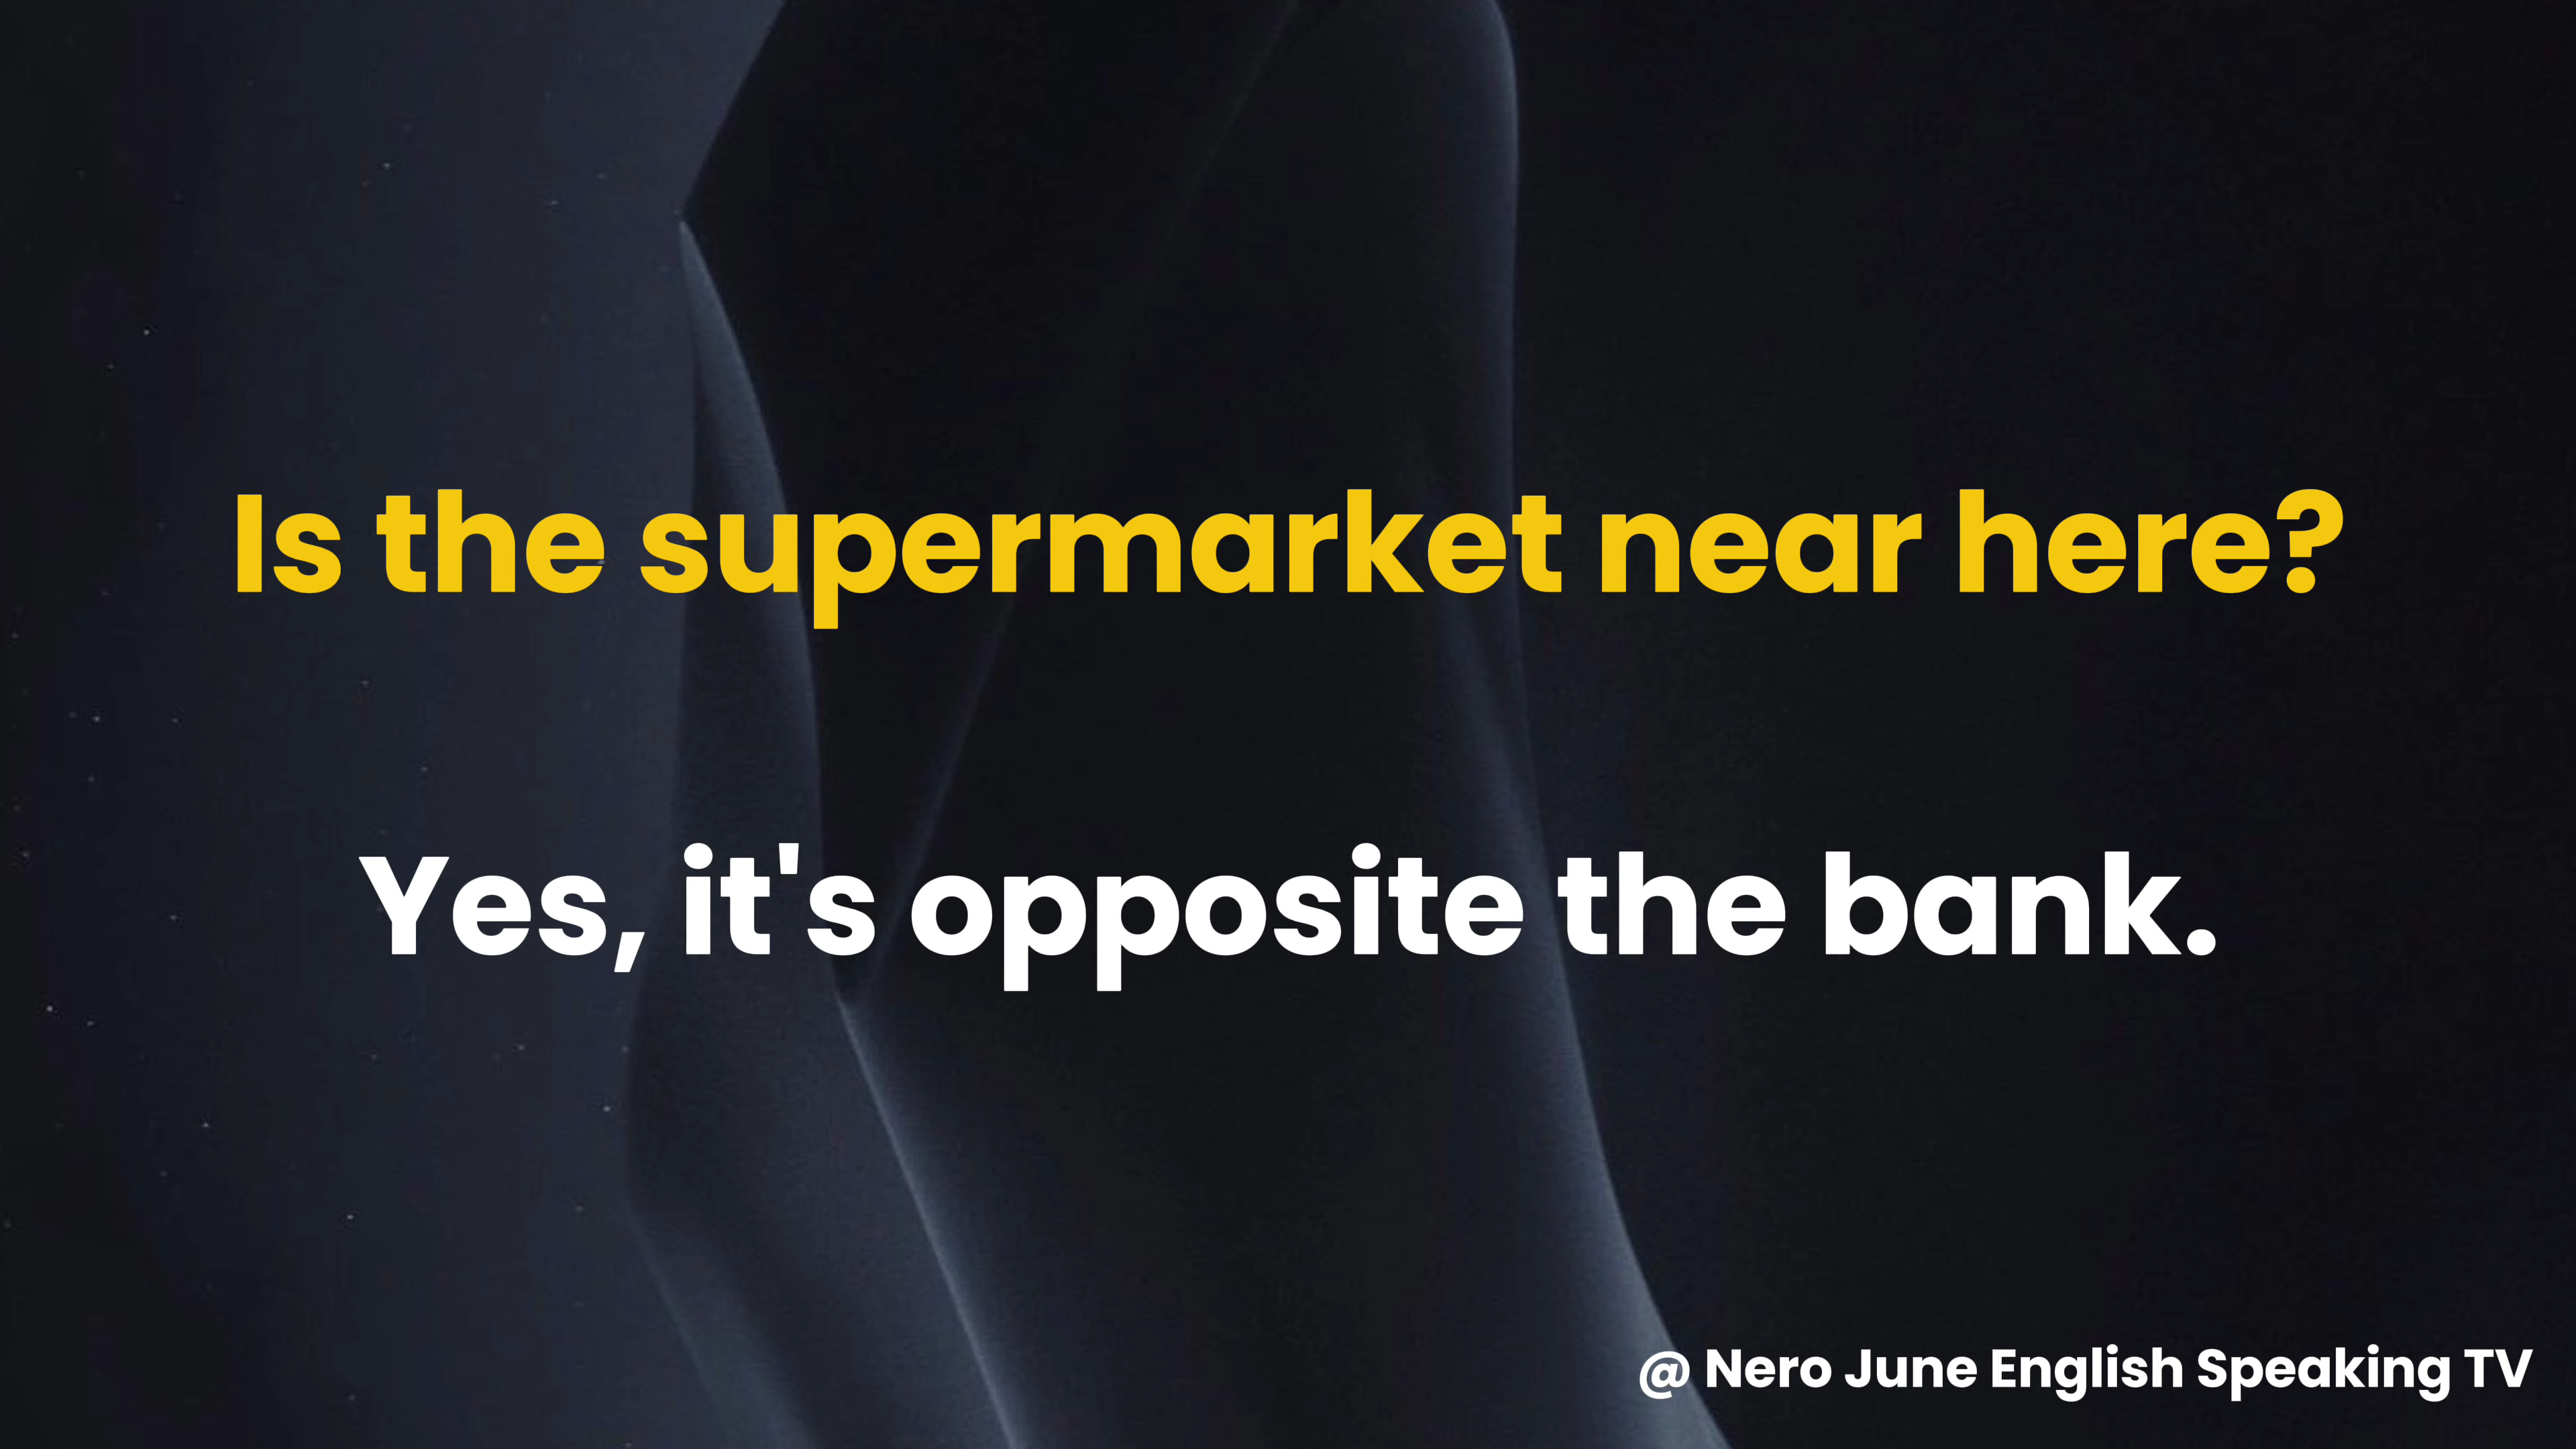 Is the supermarket near here?
Yes, it's opposite the bank.
@ Nero June English Speaking TV